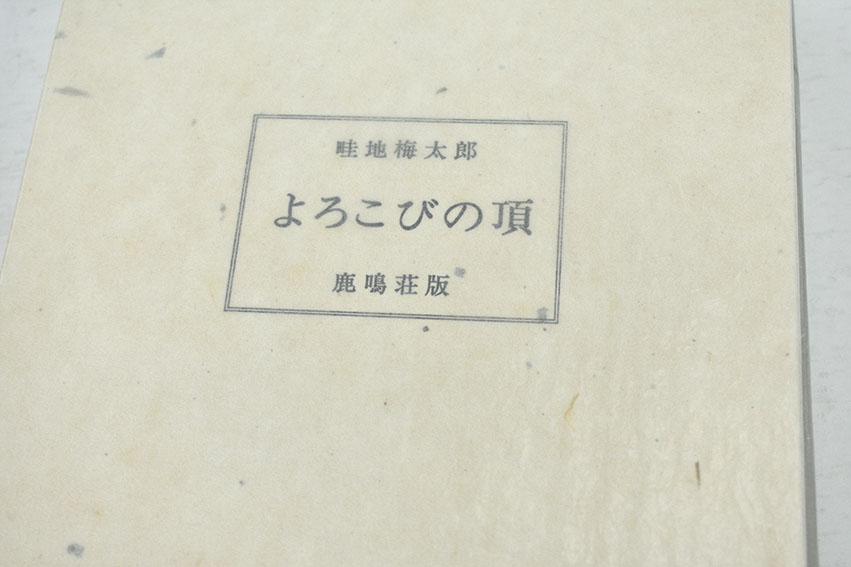 畦地梅太郎
よろこびの頂
鹿鳴荘版